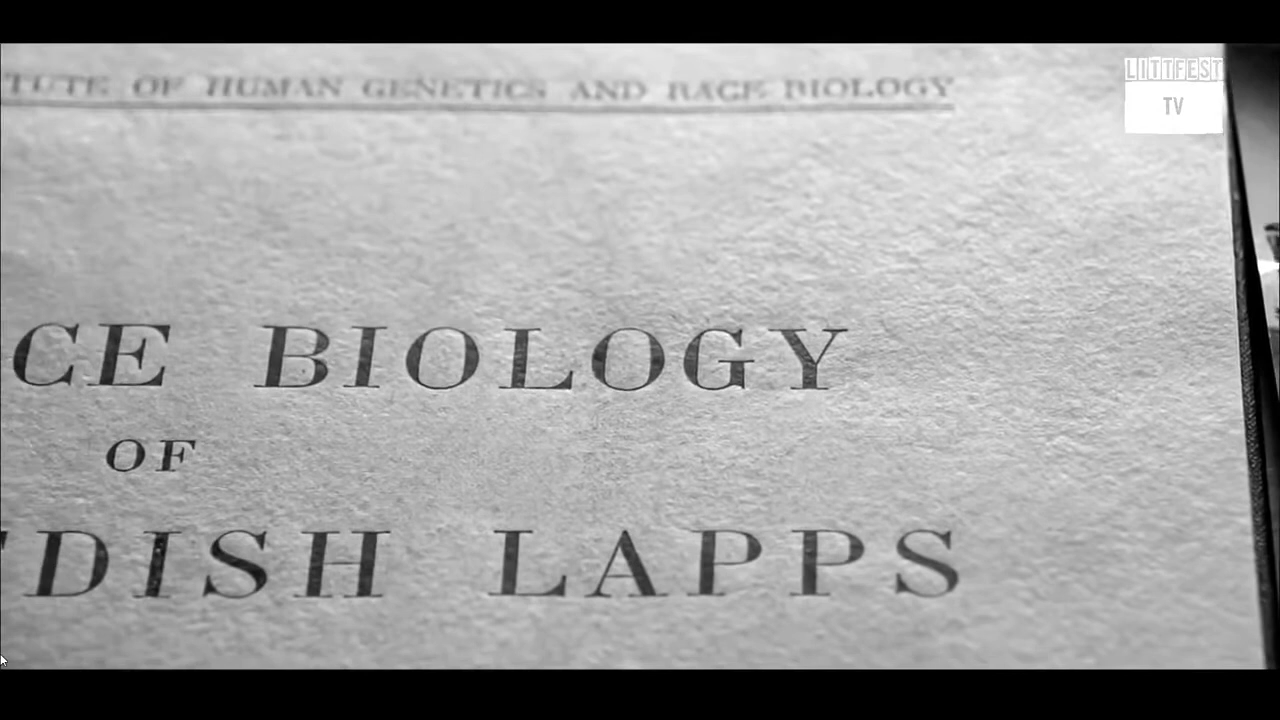 TUTE OF HUMAN GENETICS AND RACE BIOLOGY
LITTFEST
TV
CE BIOLOGY
OF
DISH LAPPS